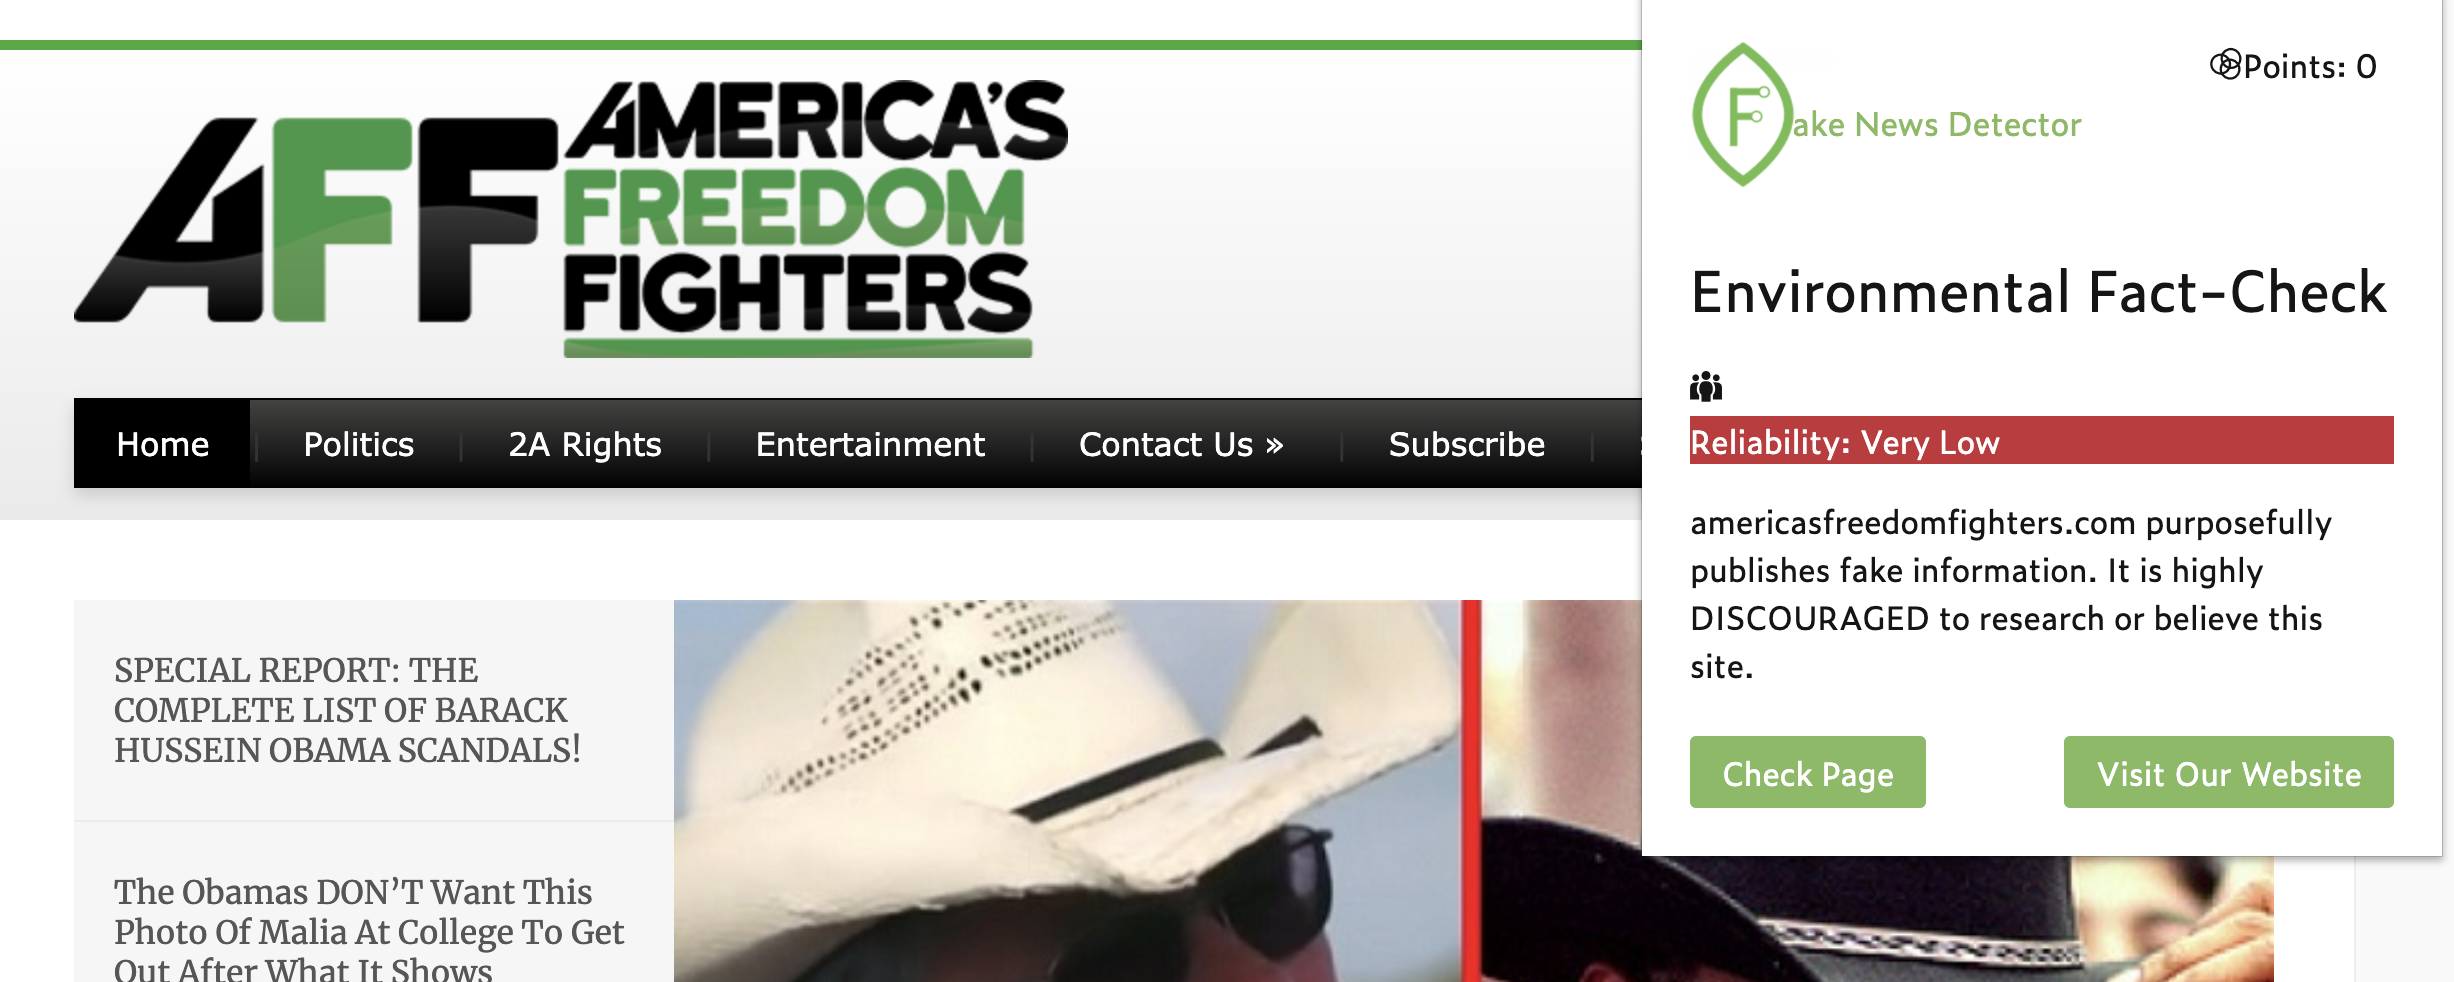 AFF
AMERICA'S
FREEDOM
FIGHTERS
Home
Politics
2A Rights
Entertainment
Contact Us »
Subscribe
SPECIAL REPORT: THE
COMPLETE LIST OF BARACK
HUSSEIN OBAMA SCANDALS!
The Obamas DON'T Want This
Photo Of Malia At College To Get
Out After What It Shows
Points: 0
Fake News Detector
Environmental Fact-Check
Reliability: Very Low
americasfreedomfighters.com purposefully
publishes fake information. It is highly
DISCOURAGED to research or believe this
site.
Check Page
Visit Our Website